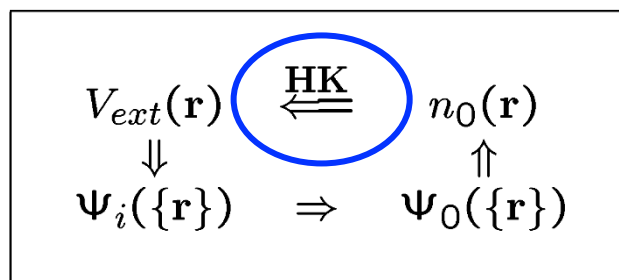 HK
V_ext(r) ⇐ n_0(r)
⇓ ⇑
Ψ_i({r}) ⇒ Ψ_0({r})